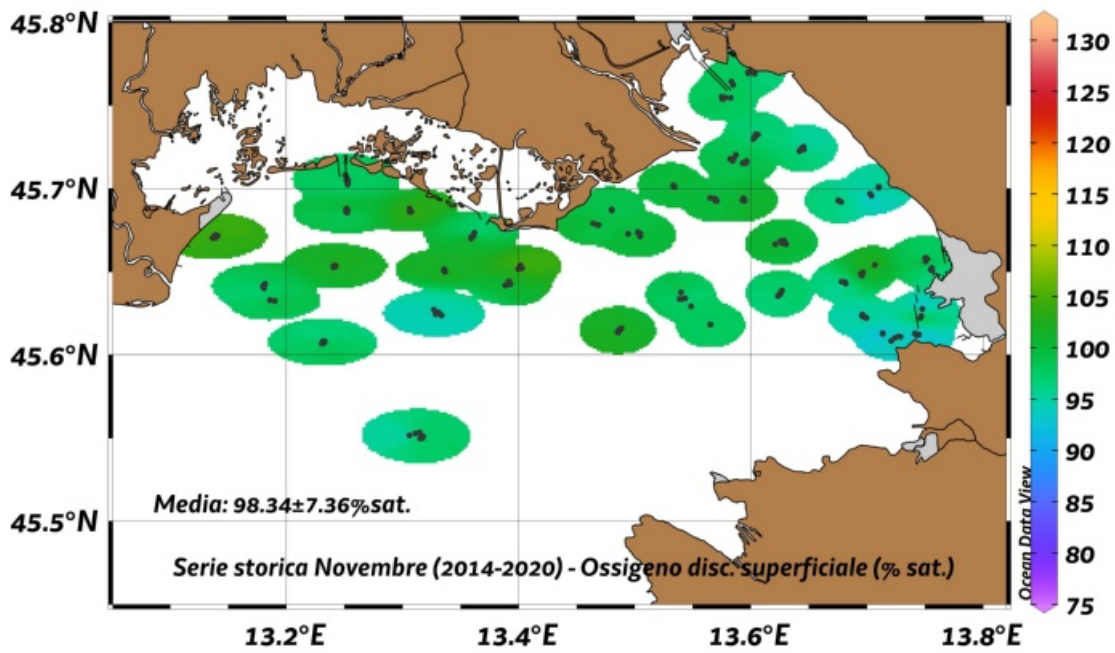 45.8°N
45.7°N
45.6°N
45.5°N
13.2°E
13.4°E
13.6°E
13.8°E
Media: 98.34±7.36%sat.
Serie storica Novembre (2014-2020) - Ossigeno disc. superficiale (% sat.)
Ocean Data View
130
125
120
115
110
105
100
95
90
85
80
75